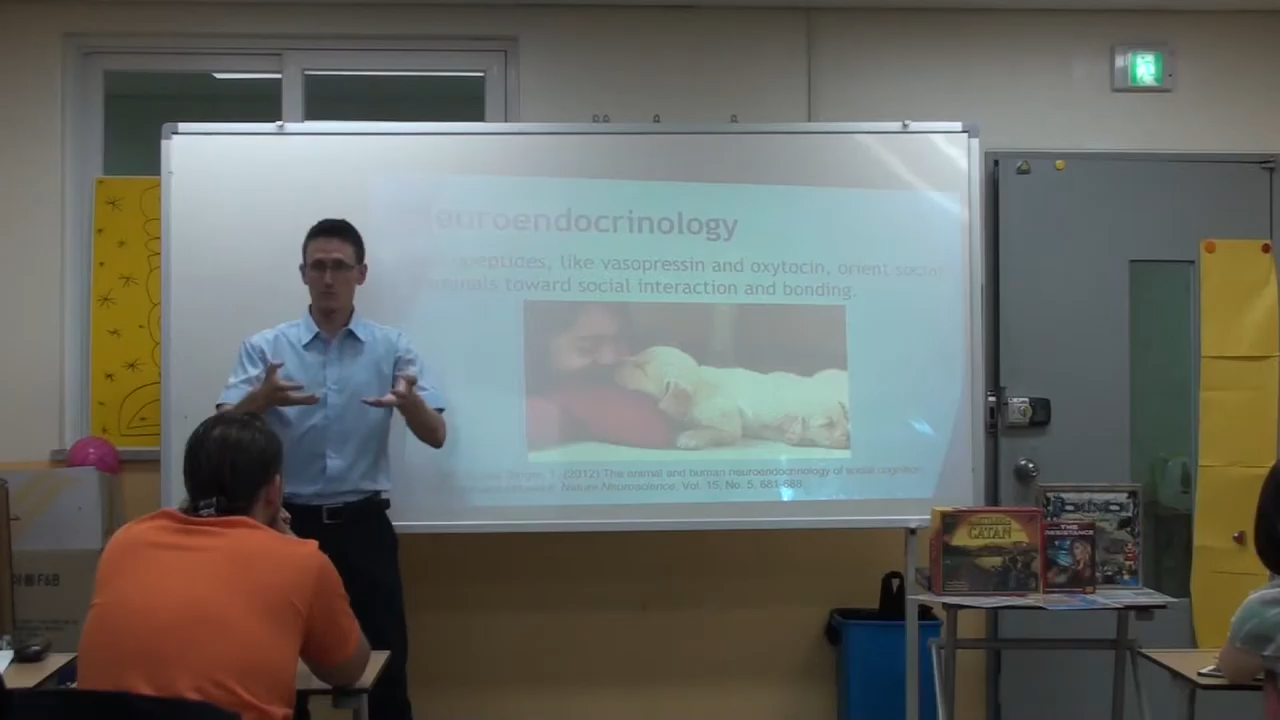 Neuroendocrinology
peptides, like vasopressin and oxytocin, orient social
animals toward social interaction and bonding.
(2012) The animal and human neuroendocrinology of social cognition
Nature Neuroscience, Vol. 15, No. 5, 681-688.
CATAN
THE
RESISTANCE
F&B